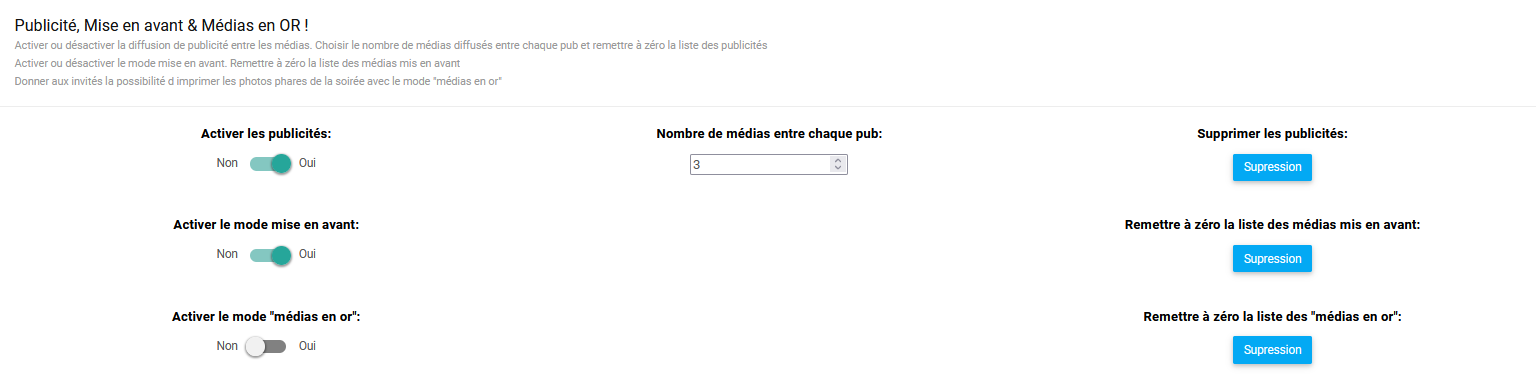 Publicité, Mise en avant & Médias en OR !
Activer ou désactiver la diffusion de publicité entre les médias. Choisir le nombre de médias diffusés entre chaque pub et remettre à zéro la liste des publicités
Activer ou désactiver le mode mise en avant. Remettre à zéro la liste des médias mis en avant
Donner aux invités la possibilité d imprimer les photos phares de la soirée avec le mode "médias en or"
Activer les publicités:
Non Oui
Nombre de médias entre chaque pub:
3
Supprimer les publicités:
Supression
Activer le mode mise en avant:
Non Oui
Remettre à zéro la liste des médias mis en avant:
Supression
Activer le mode "médias en or":
Non Oui
Remettre à zéro la liste des "médias en or":
Supression